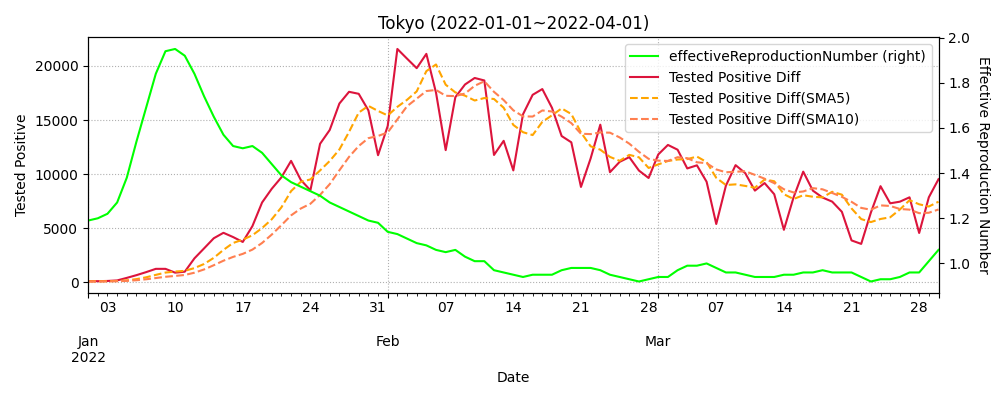 Tokyo (2022-01-01~2022-04-01)
effectiveReproductionNumber (right)
Tested Positive Diff
Tested Positive Diff(SMA5)
Tested Positive Diff(SMA10)
Tested Positive
20000
15000
10000
5000
0
2.0
1.8
1.6
1.4
1.2
1.0
Effective Reproduction Number
03 10 17 24 31 07 14 21 28 07 14 21 28
Jan Feb Mar
2022
Date